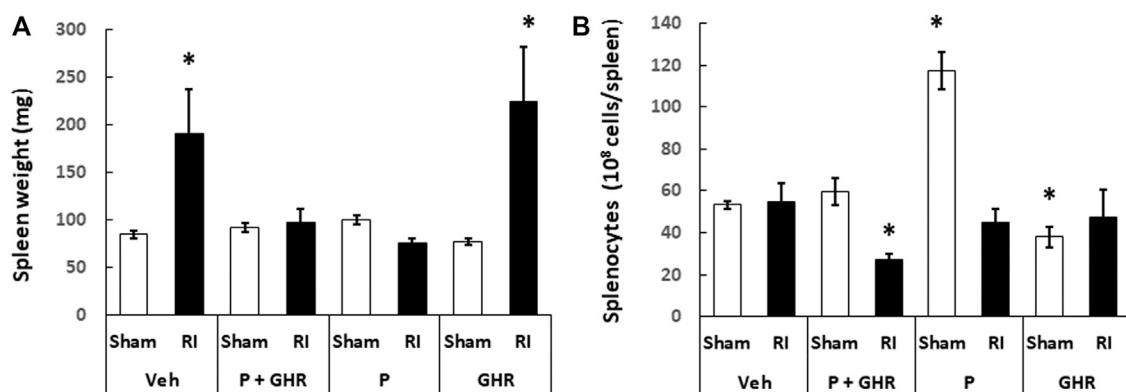 A
Spleen weight (mg)
300
250
200
150
100
50
0
*
*
Sham RI Sham RI Sham RI Sham RI
Veh P + GHR P GHR
B
Splenocytes (10⁸ cells/spleen)
140
120
100
80
60
40
20
0
*
*
*
Sham RI Sham RI Sham RI Sham RI
Veh P + GHR P GHR